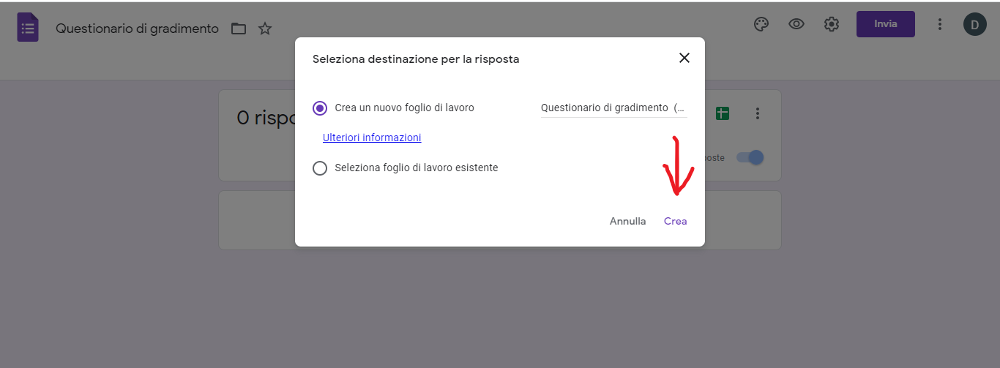 Questionario di gradimento
Invia
D
Seleziona destinazione per la risposta
0 rispo
Crea un nuovo foglio di lavoro
Questionario di gradimento (...
Ulteriori informazioni
Seleziona foglio di lavoro esistente
poste
Annulla
Crea